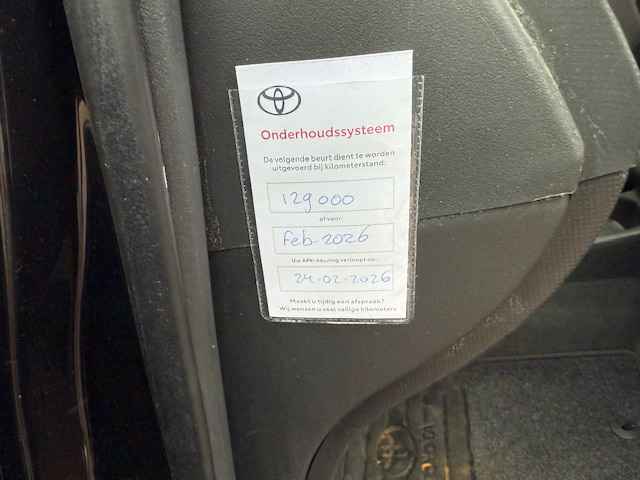 Onderhoudssysteem
De volgende beurt dient te worden
uitgevoerd bij kilometerstand:
129000
of voor
Feb-2026
Uw APK-keuring verloopt op:
24-02-2026
Maakt u tijdig een afspraak?
Wij wensen u veel veilige kilometers